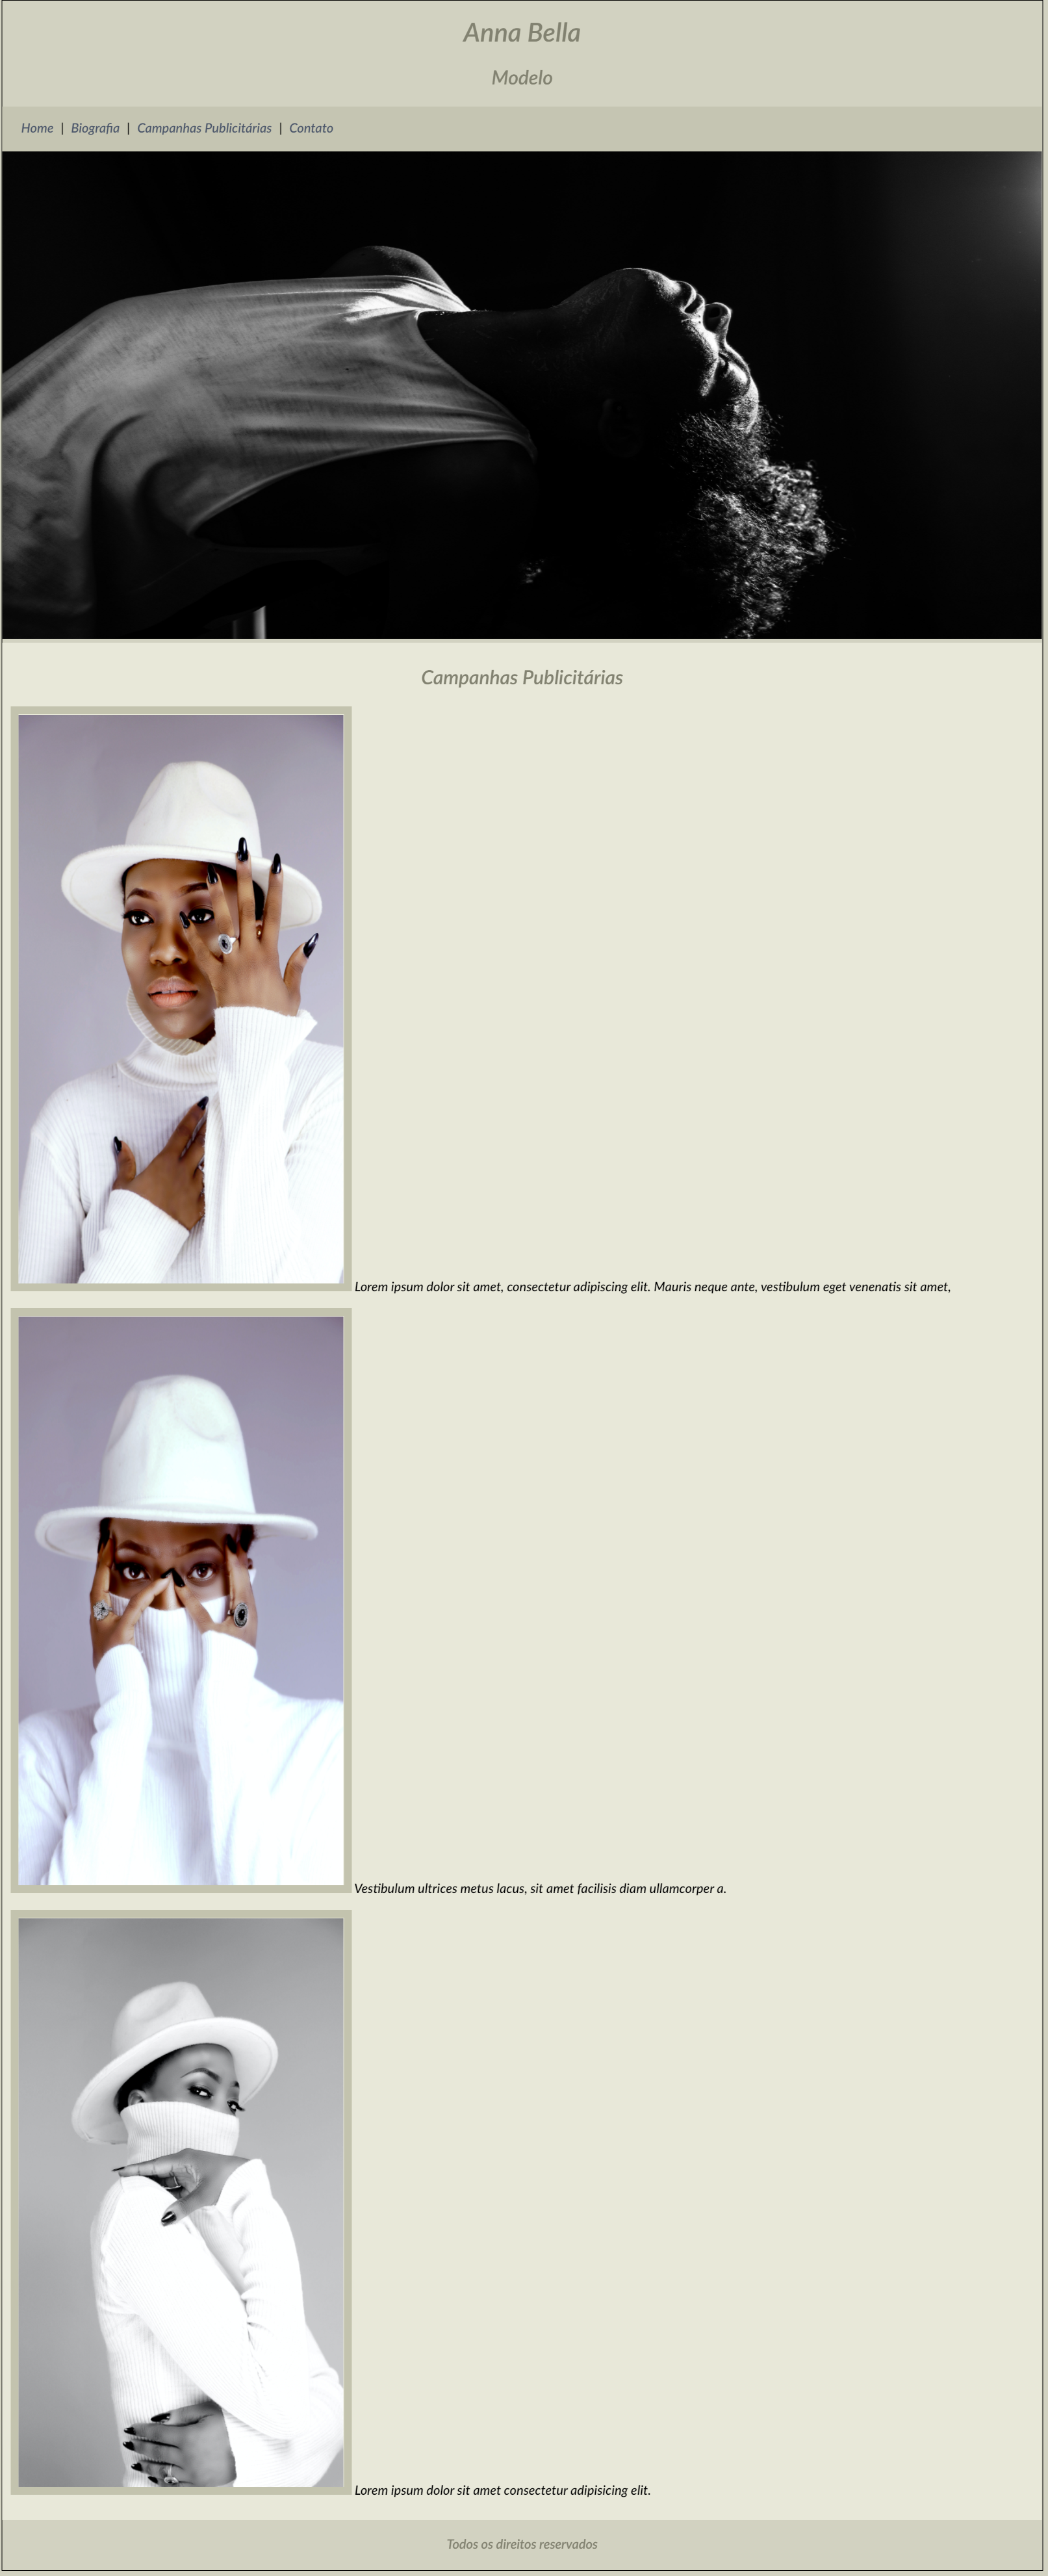 Anna Bella
Modelo
Home | Biografia | Campanhas Publicitárias | Contato
Campanhas Publicitárias
Lorem ipsum dolor sit amet, consectetur adipiscing elit. Mauris neque ante, vestibulum eget venenatis sit amet,
Vestibulum ultrices metus lacus, sit amet facilisis diam ullamcorper a.
Lorem ipsum dolor sit amet consectetur adipisicing elit.
Todos os direitos reservados